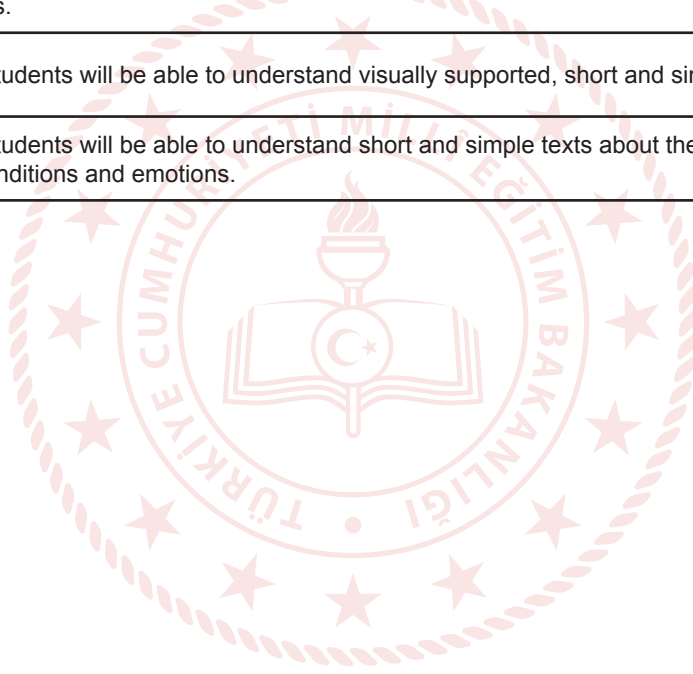 s.
tudents will be able to understand visually supported, short and sir
tudents will be able to understand short and simple texts about the
nditions and emotions.
TÜRKİYE CUMHURİYETİ MİLLÎ EĞİTİM BAKANLIĞI